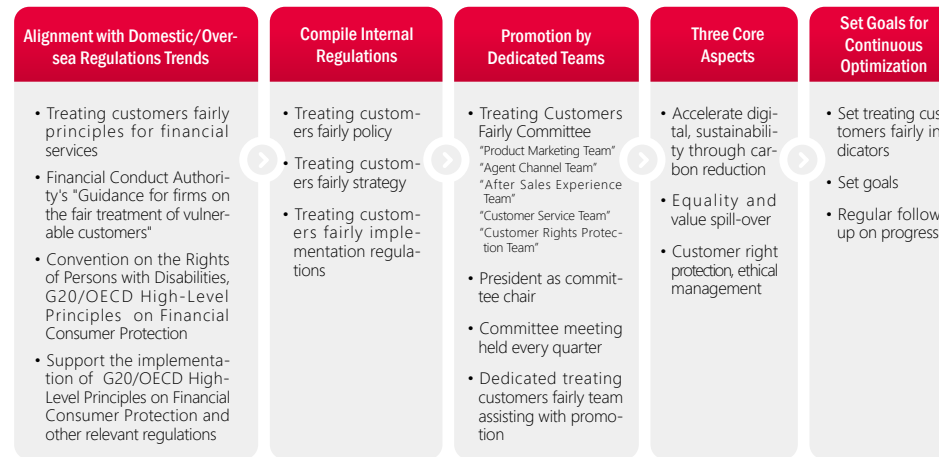 Alignment with Domestic/Over-
sea Regulations Trends
• Treating customers fairly
principles for financial
services
• Financial Conduct Authori-
ty's "Guidance for firms on
the fair treatment of vulner-
able customers"
• Convention on the Rights
of Persons with Disabilities,
G20/OECD High-Level
Principles on Financial
Consumer Protection
• Support the implementa-
tion of G20/OECD High-
Level Principles on Financial
Consumer Protection and
other relevant regulations
Compile Internal
Regulations
• Treating custom-
ers fairly policy
• Treating custom-
ers fairly strategy
• Treating custom-
ers fairly imple-
mentation regula-
tions
Promotion by
Dedicated Teams
• Treating Customers
Fairly Committee
“Product Marketing Team”
“Agent Channel Team”
“After Sales Experience
Team”
“Customer Service Team”
“Customer Rights Protec-
tion Team”
• President as commit-
tee chair
• Committee meeting
held every quarter
• Dedicated treating
customers fairly team
assisting with promo-
tion
Three Core
Aspects
• Accelerate digi-
tal, sustainabili-
ty through car-
bon reduction
• Equality and
value spill-over
• Customer right
protection, ethical
management
Set Goals for
Continuous
Optimization
• Set treating cus
tomers fairly in
dicators
• Set goals
• Regular follow
up on progress